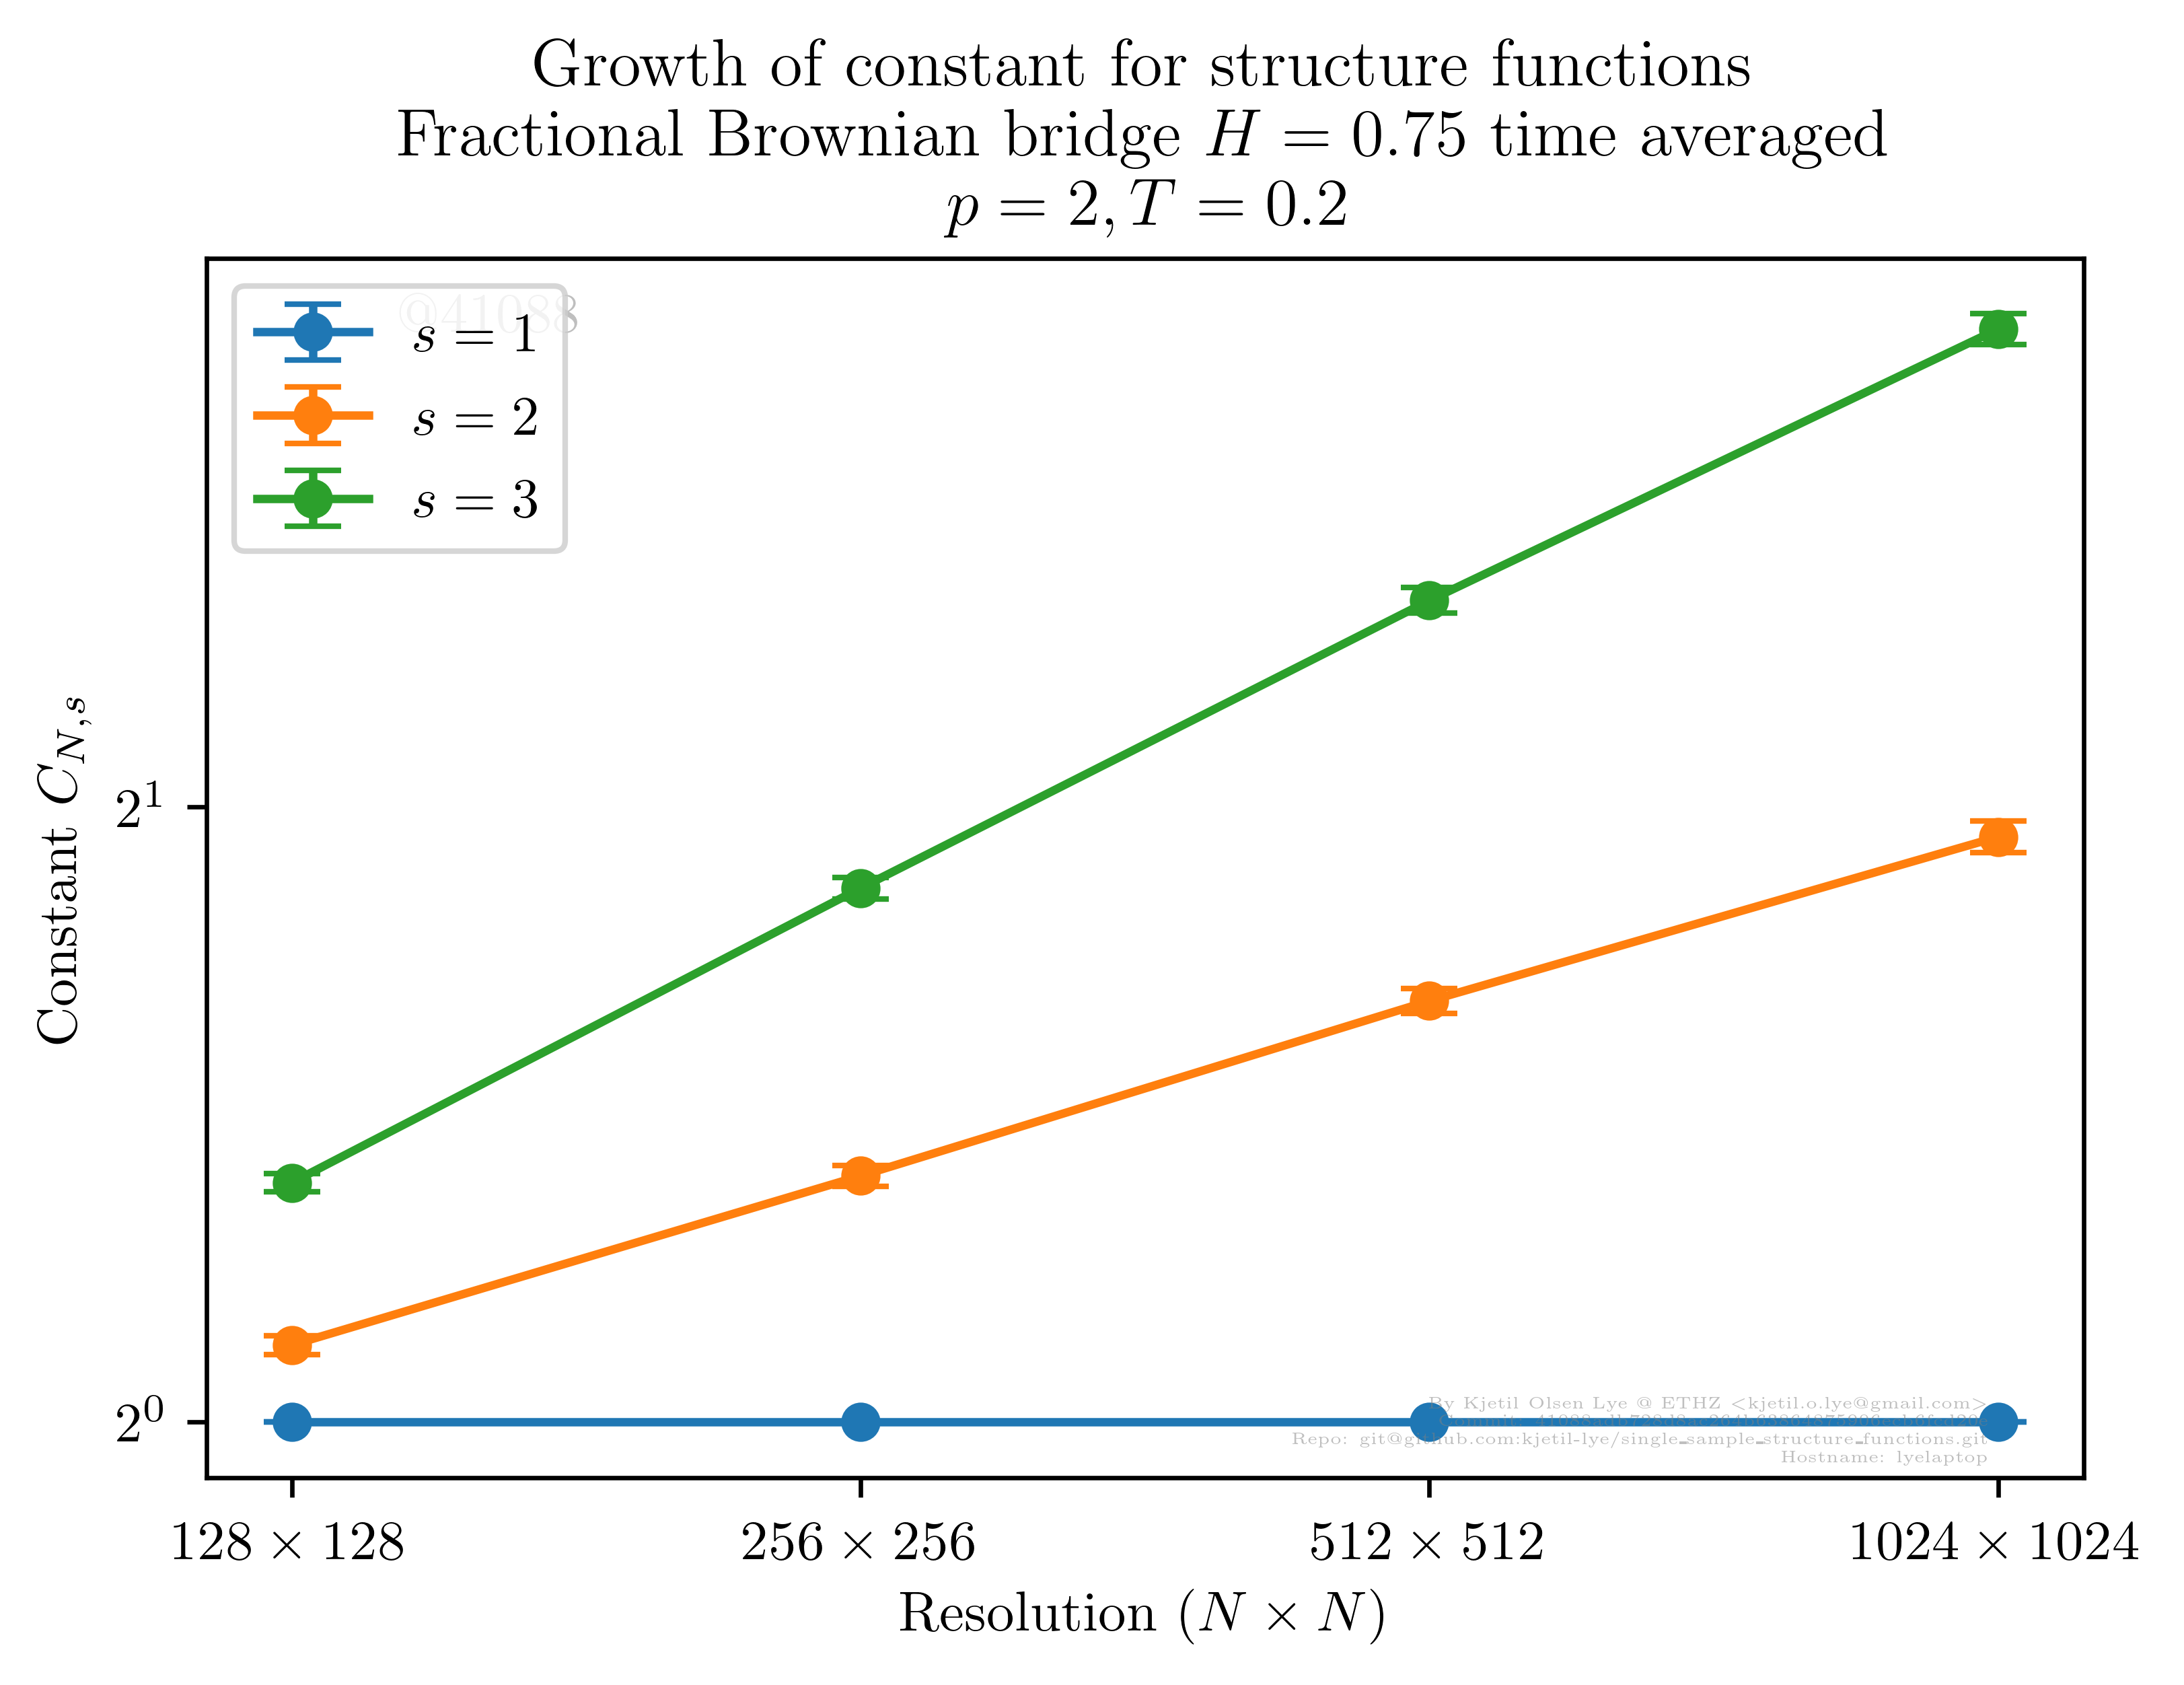 Growth of constant for structure functions
Fractional Brownian bridge H = 0.75 time averaged
p = 2, T = 0.2
@41088
s = 1
s = 2
s = 3
Constant C_{N,s}
2^1
2^0
By Kjetil Olsen Lye @ ETHZ <kjetil.o.lye@gmail.com>
Repo: git@github.com:kjetil-lye/single_sample_structure_functions.git
Hostname: lyelaptop
128 × 128
256 × 256
512 × 512
1024 × 1024
Resolution (N × N)